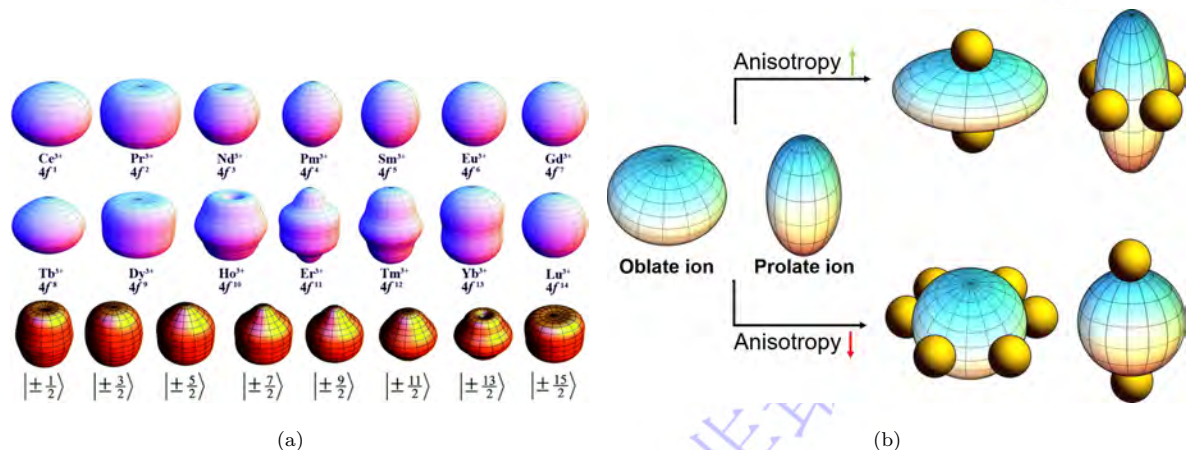 Ce³⁺ Pr³⁺ Nd³⁺ Pm³⁺ Sm³⁺ Eu³⁺ Gd³⁺
4f¹ 4f² 4f³ 4f⁴ 4f⁵ 4f⁶ 4f⁷
Tb³⁺ Dy³⁺ Ho³⁺ Er³⁺ Tm³⁺ Yb³⁺ Lu³⁺
4f⁸ 4f⁹ 4f¹⁰ 4f¹¹ 4f¹² 4f¹³ 4f¹⁴
|± 1/2⟩ |± 3/2⟩ |± 5/2⟩ |± 7/2⟩ |± 9/2⟩ |± 11/2⟩ |± 13/2⟩ |± 15/2⟩
(a)
Anisotropy ↑
Oblate ion Prolate ion
Anisotropy ↓
(b)